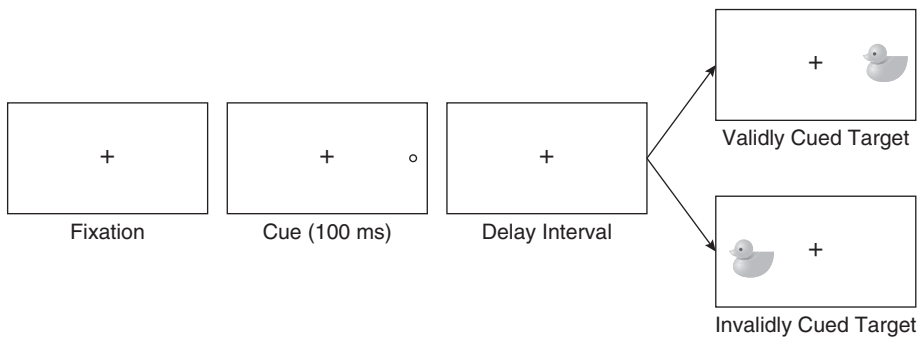 Validly Cued Target
Fixation
Cue (100 ms)
Delay Interval
Invalidly Cued Target